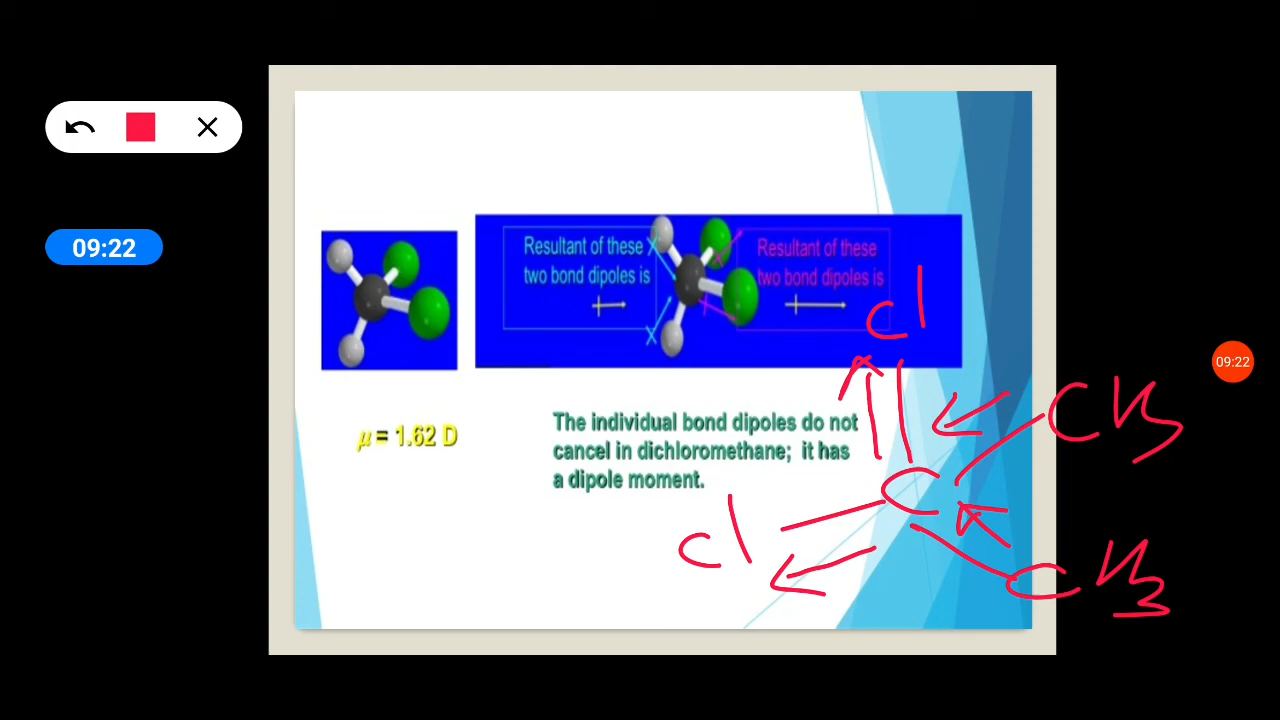 09:22
Resultant of these
two bond dipoles is
Resultant of these
two bond dipoles is
μ = 1.62 D
The individual bond dipoles do not
cancel in dichloromethane; it has
a dipole moment.
09:22
Cl
CH3
C
Cl
CH3